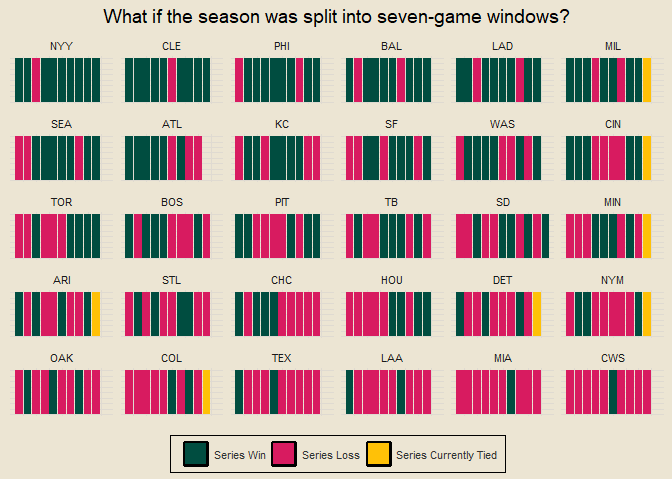 What if the season was split into seven-game windows?
NYY CLE PHI BAL LAD MIL
SEA ATL KC SF WAS CIN
TOR BOS PIT TB SD MIN
ARI STL CHC HOU DET NYM
OAK COL TEX LAA MIA CWS
Series Win Series Loss Series Currently Tied